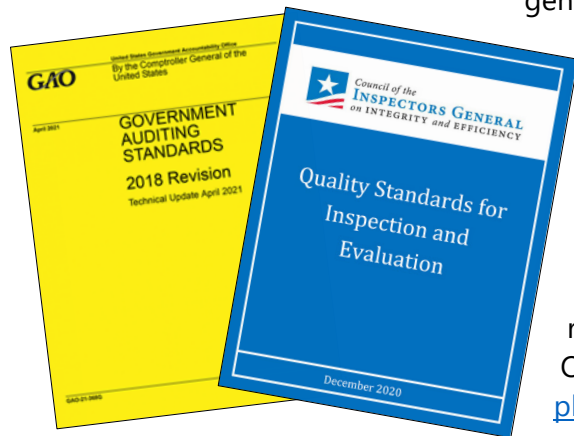 gen
GAO
United States Government Accountability Office
By the Comptroller General of the
United States
April 2021
GOVERNMENT
AUDITING
STANDARDS
2018 Revision
Technical Update April 2021
GAO-21-368G
Council of the
INSPECTORS GENERAL
on INTEGRITY and EFFICIENCY
Quality Standards for
Inspection and
Evaluation
December 2020